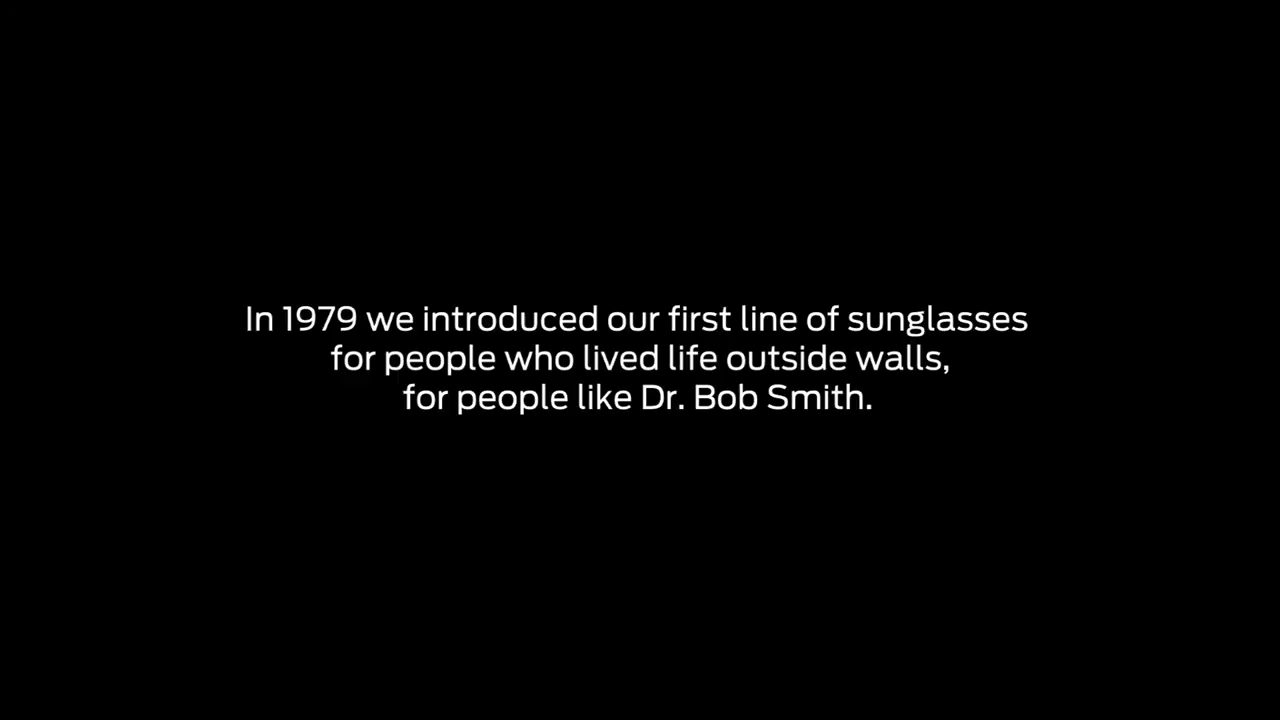 In 1979 we introduced our first line of sunglasses
for people who lived life outside walls,
for people like Dr. Bob Smith.